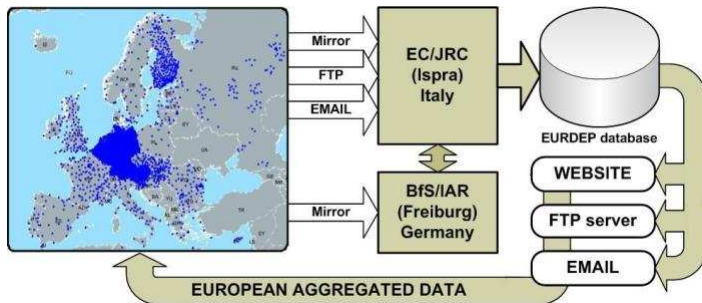 Mirror
FTP
EMAIL
EC/JRC
(Ispra)
Italy
EURDEP database
Mirror
BfS/IAR
(Freiburg)
Germany
WEBSITE
FTP server
EMAIL
EUROPEAN AGGREGATED DATA